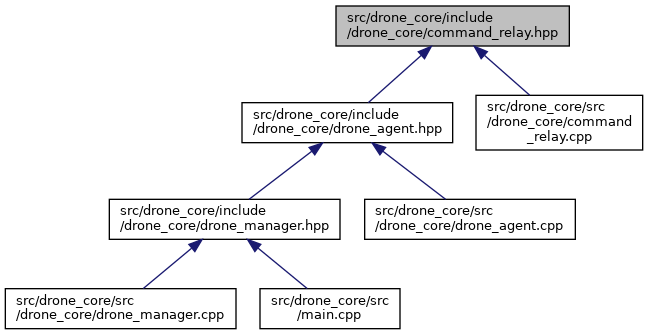 src/drone_core/include
/drone_core/command_relay.hpp
src/drone_core/include
/drone_core/drone_agent.hpp
src/drone_core/src
/drone_core/command
_relay.cpp
src/drone_core/include
/drone_core/drone_manager.hpp
src/drone_core/src
/drone_core/drone_agent.cpp
src/drone_core/src
/drone_core/drone_manager.cpp
src/drone_core/src
/main.cpp